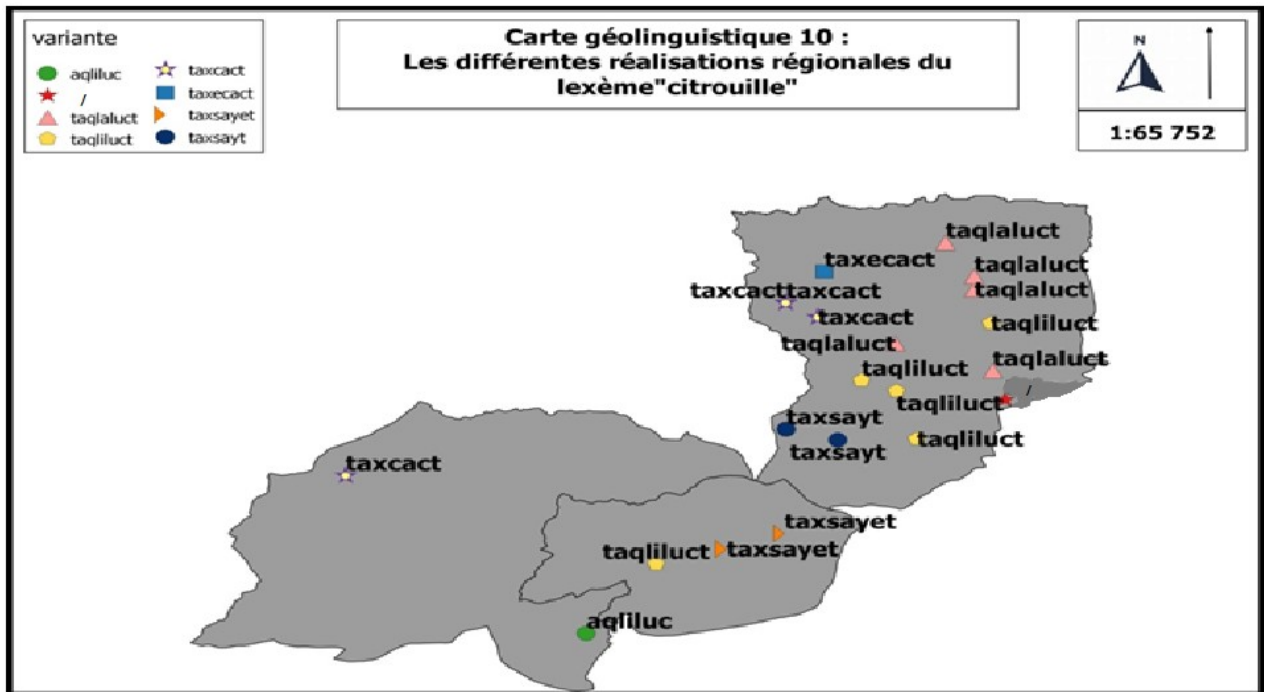 variante
aqliluc
/
taqlaluct
taqliluct
taxcact
taxecact
taxsayet
taxsayt
Carte géolinguistique 10 :
Les différentes réalisations régionales du
lexème"citrouille"
N
1:65 752
taqlaluct
taxecact
taqlaluct
taxcacttaxcact
taqlaluct
taxcact
taqliluct
taqlaluct
taqlaluct
taqliluct
/
taqliluct
taxsayt
taqliluct
taxsayt
taxcact
taxsayet
taqliluct
taxsayet
aqliluc